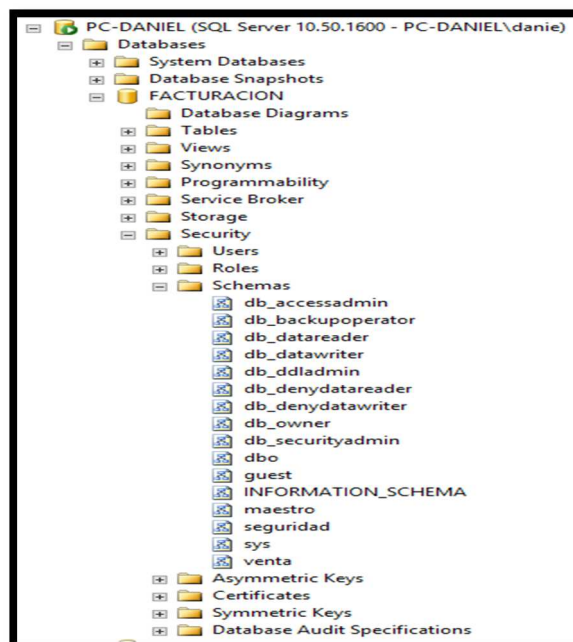 PC-DANIEL (SQL Server 10.50.1600 - PC-DANIEL\danie)
Databases
System Databases
Database Snapshots
FACTURACION
Database Diagrams
Tables
Views
Synonyms
Programmability
Service Broker
Storage
Security
Users
Roles
Schemas
db_accessadmin
db_backupoperator
db_datareader
db_datawriter
db_ddladmin
db_denydatareader
db_denydatawriter
db_owner
db_securityadmin
dbo
guest
INFORMATION_SCHEMA
maestro
seguridad
sys
venta
Asymmetric Keys
Certificates
Symmetric Keys
Database Audit Specifications